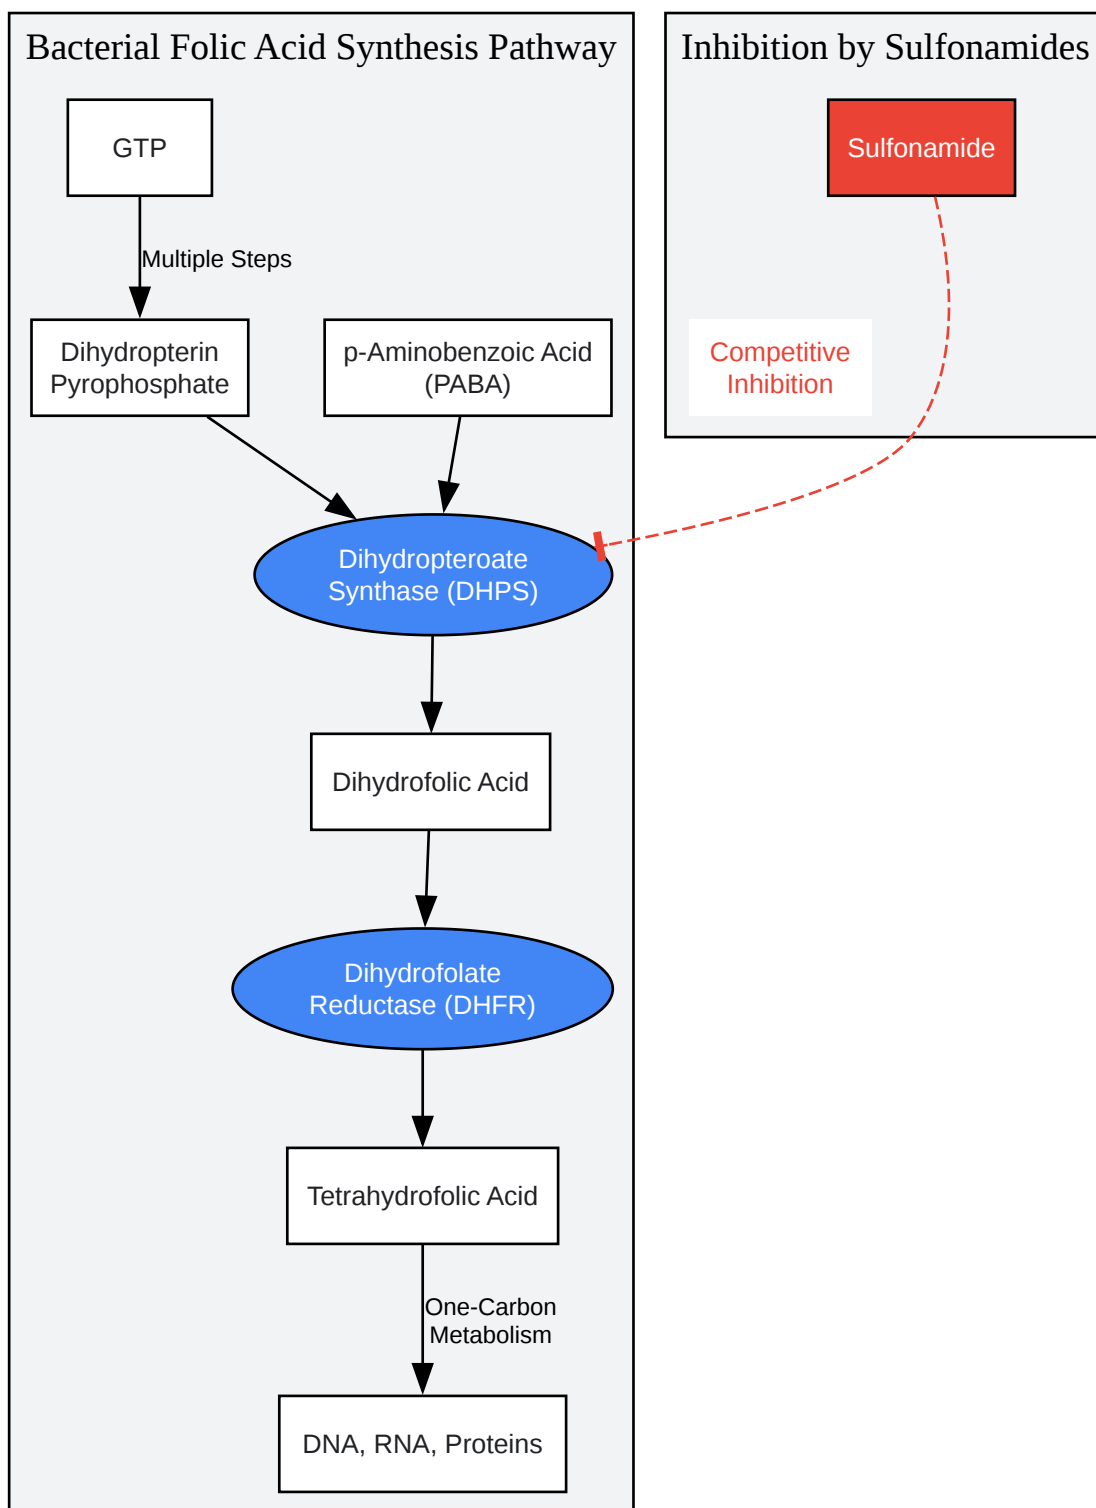 Bacterial Folic Acid Synthesis Pathway
GTP
Multiple Steps
Dihydropterin
Pyrophosphate
p-Aminobenzoic Acid
(PABA)
Dihydropteroate
Synthase (DHPS)
Dihydrofolic Acid
Dihydrofolate
Reductase (DHFR)
Tetrahydrofolic Acid
One-Carbon
Metabolism
DNA, RNA, Proteins
Inhibition by Sulfonamides
Sulfonamide
Competitive
Inhibition